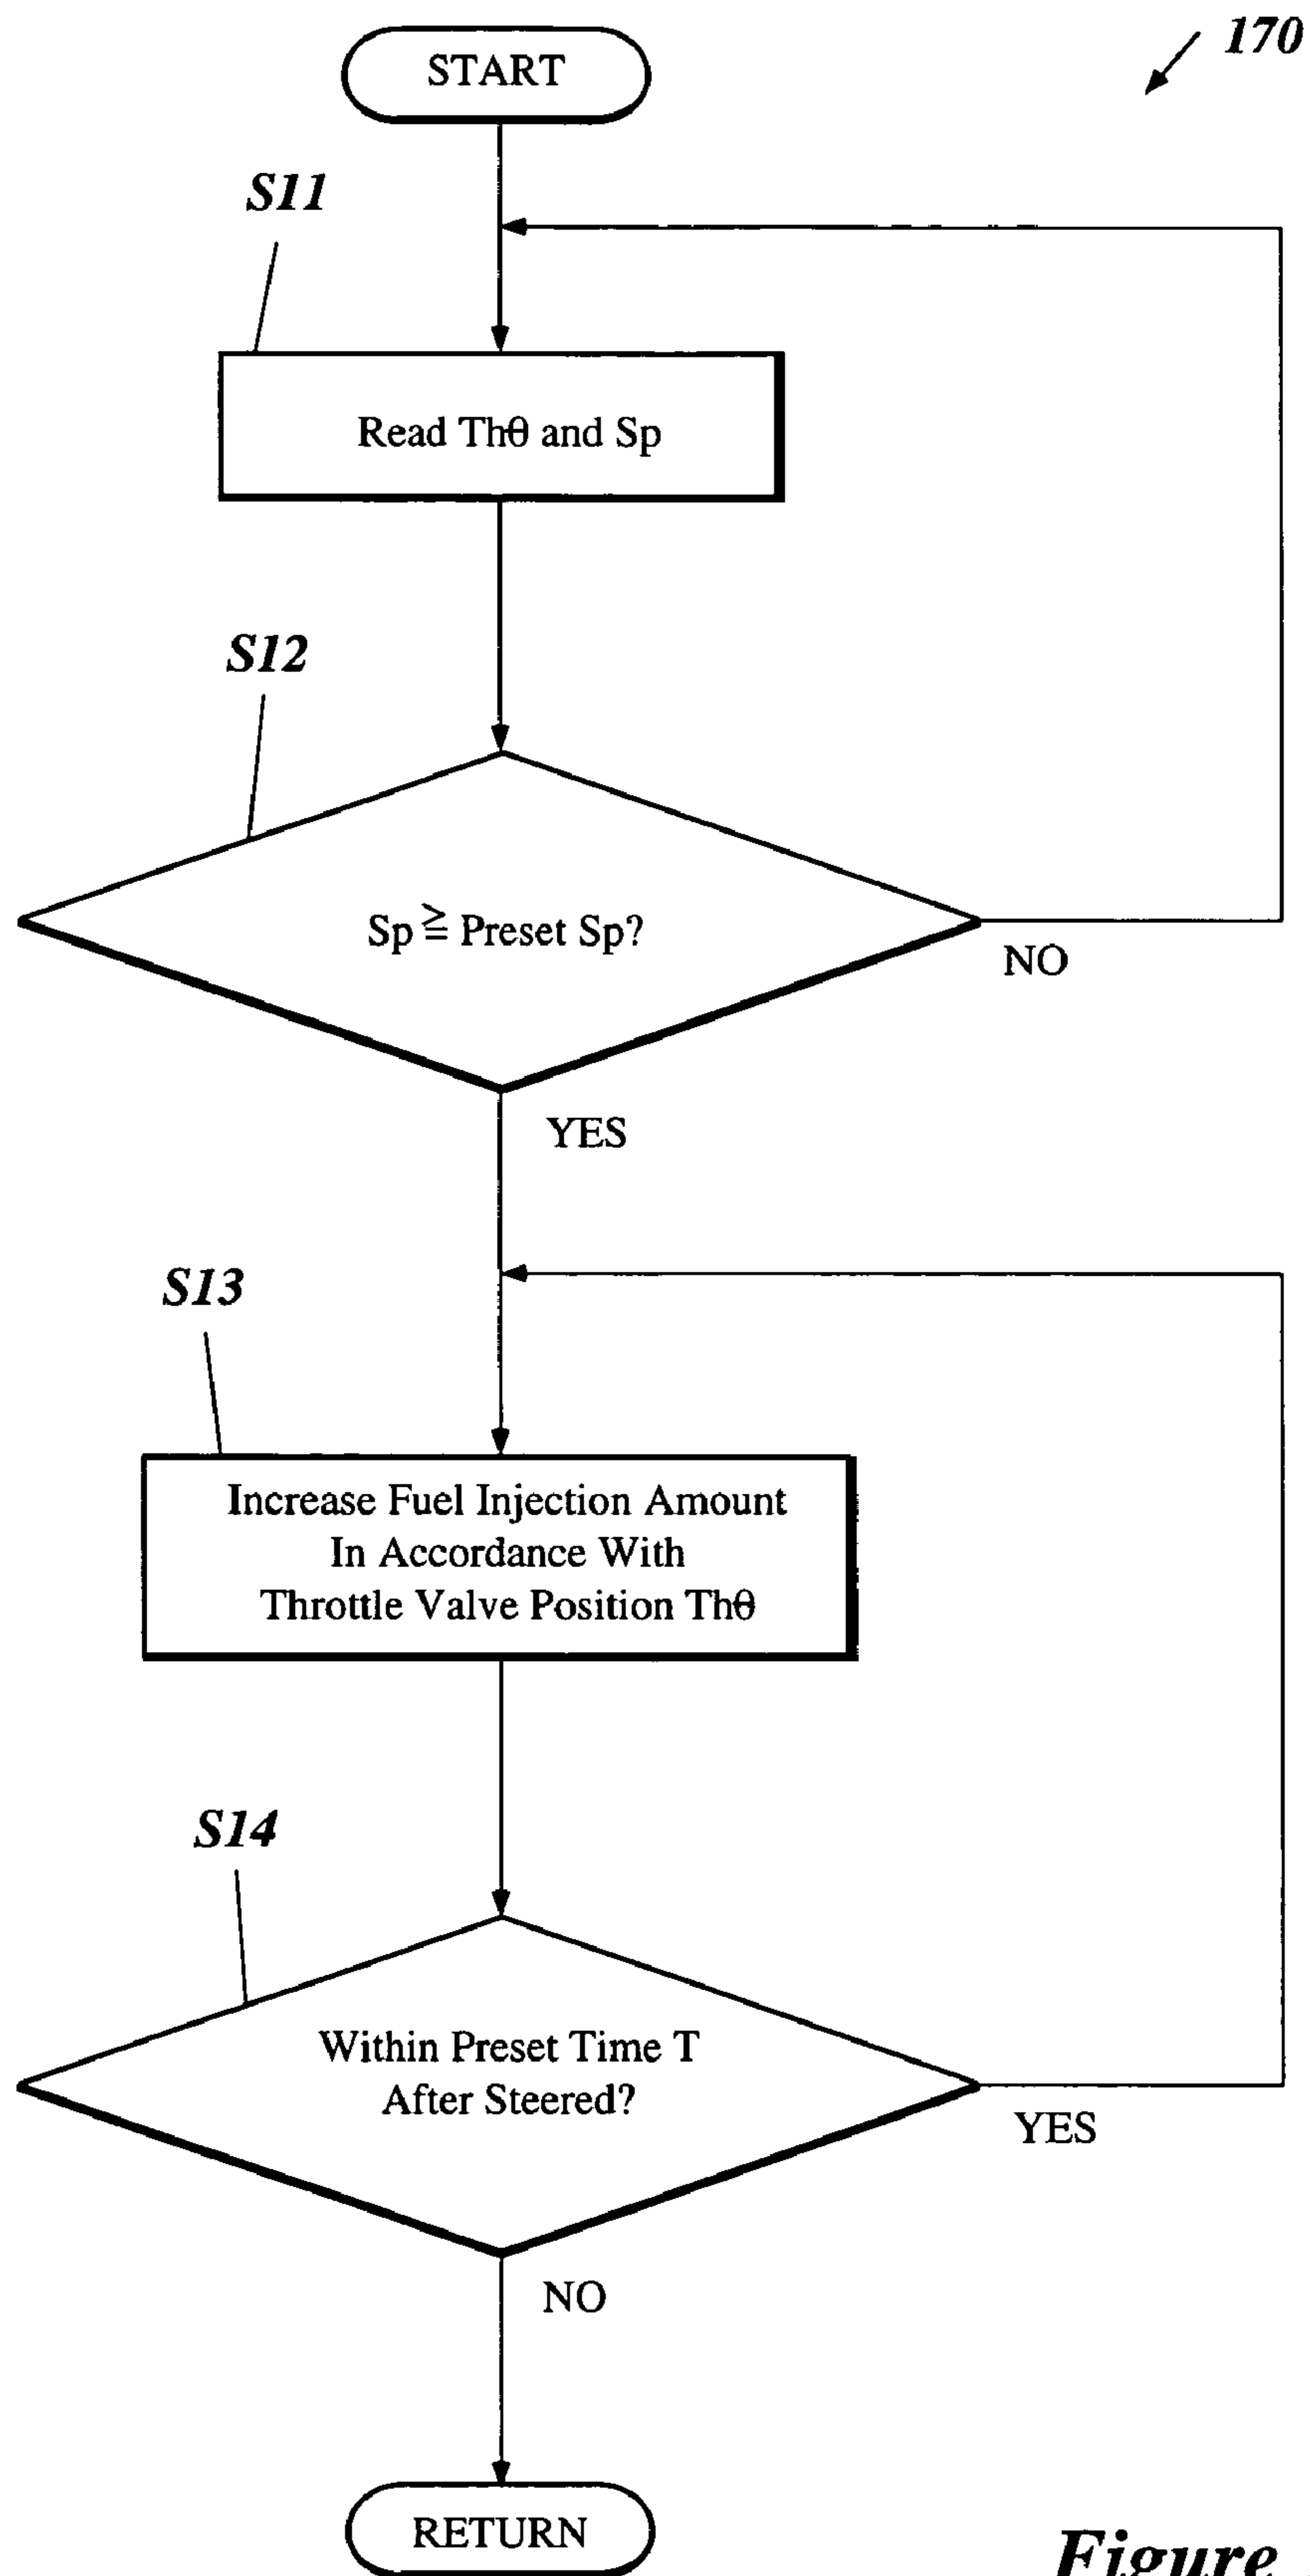 170
START
S11
Read Thθ and Sp
S12
Sp ≧ Preset Sp?
NO
YES
S13
Increase Fuel Injection Amount
In Accordance With
Throttle Valve Position Thθ
S14
Within Preset Time T
After Steered?
YES
NO
RETURN
Figure